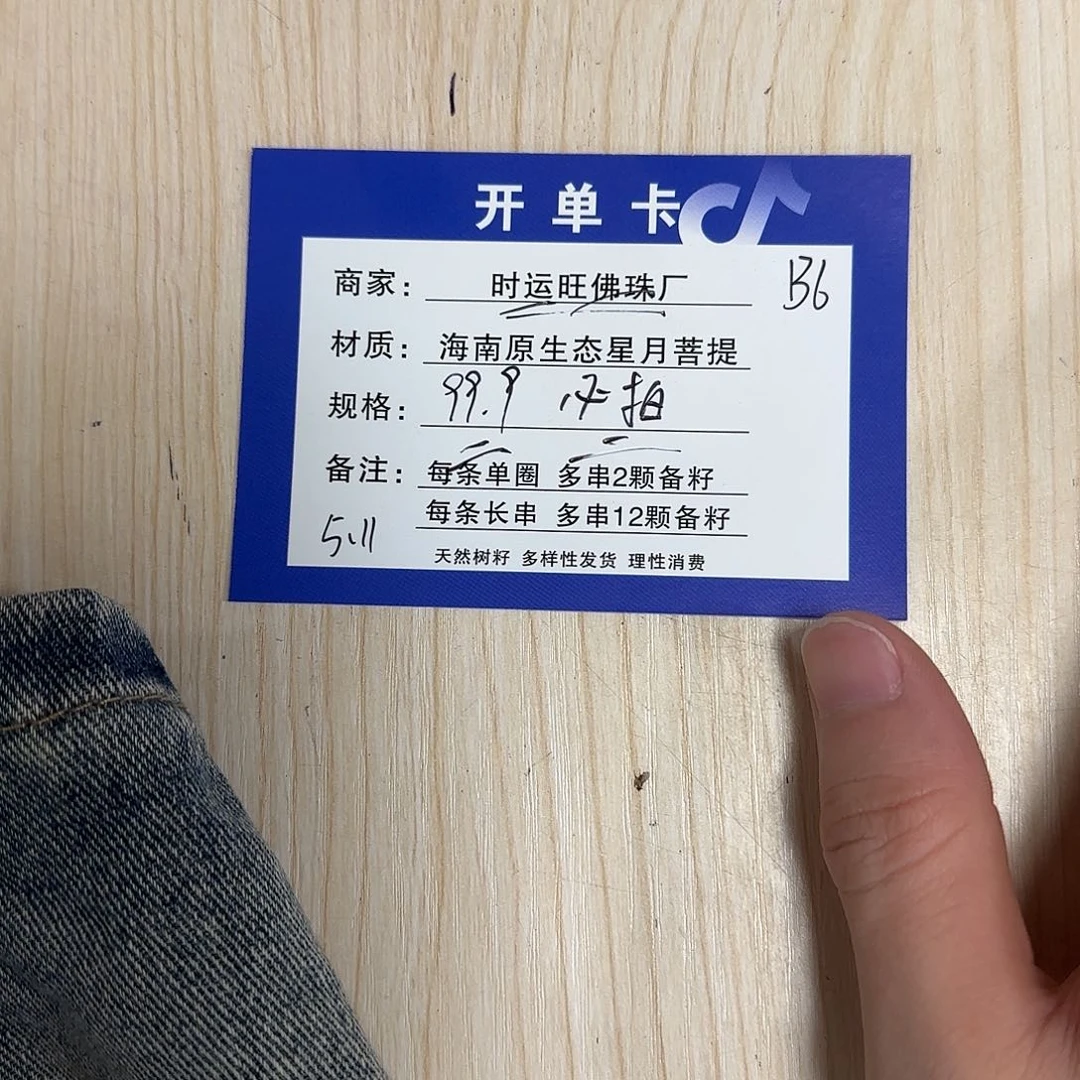 开单卡
B6
商家： 时运旺佛珠厂
材质： 海南原生态星月菩提
规格： 99.9 必拍
备注： 每条单圈 多串2颗备籽
每条长串 多串12颗备籽
5.11
天然树籽 多样性发货 理性消费